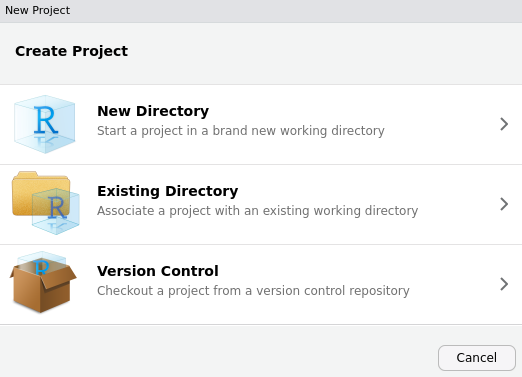 New Project
Create Project
New Directory
Start a project in a brand new working directory
Existing Directory
Associate a project with an existing working directory
Version Control
Checkout a project from a version control repository
Cancel